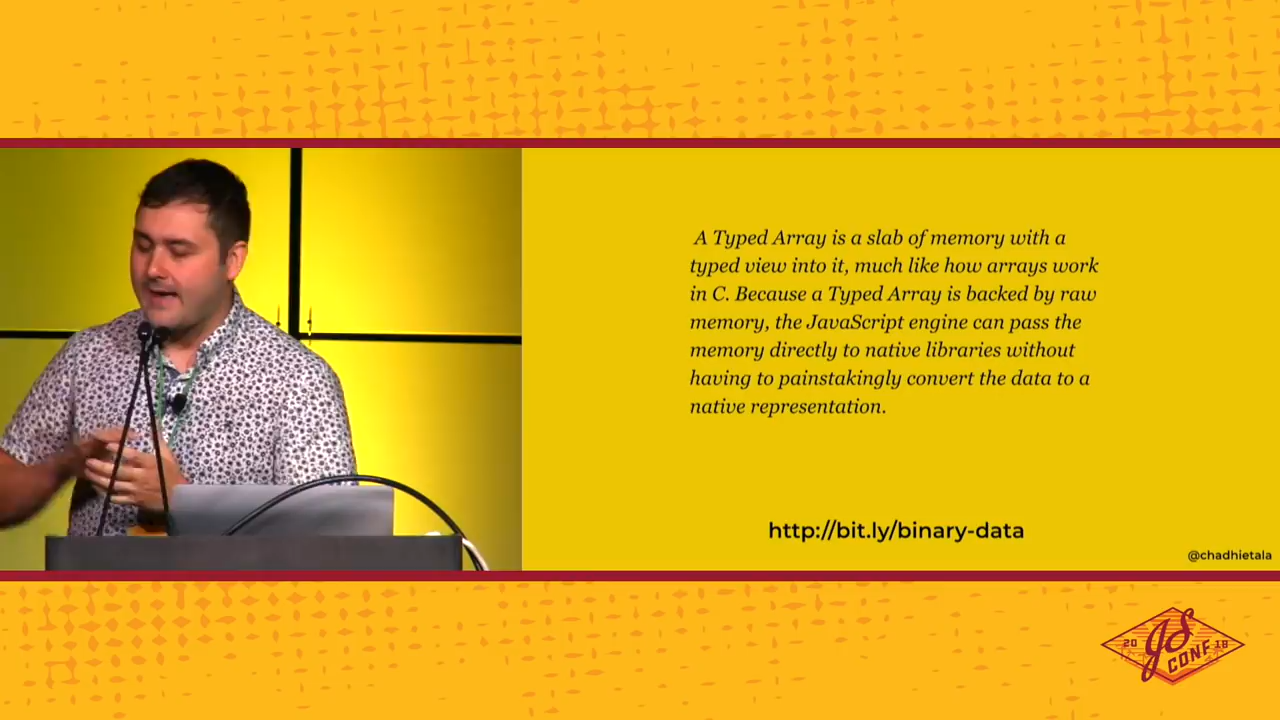 A Typed Array is a slab of memory with a
typed view into it, much like how arrays work
in C. Because a Typed Array is backed by raw
memory, the JavaScript engine can pass the
memory directly to native libraries without
having to painstakingly convert the data to a
native representation.
http://bit.ly/binary-data
@chadhietala
20 JS 18
CONF